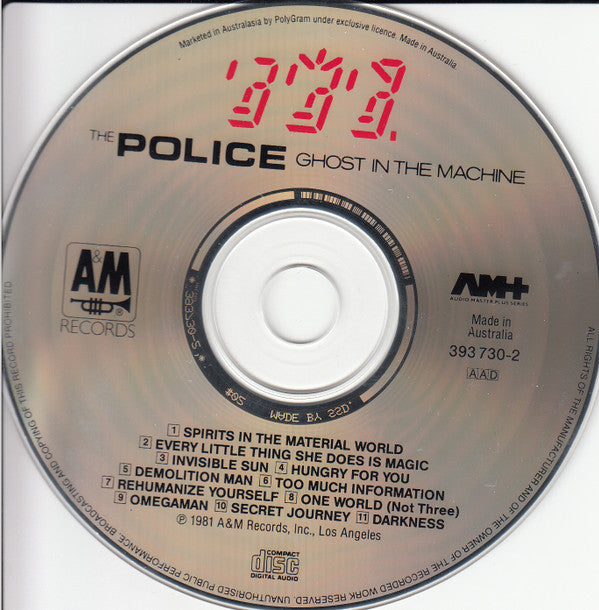 Marketed in Australasia by PolyGram under exclusive licence. Made in Australia
THE POLICE GHOST IN THE MACHINE
A&M
RECORDS
®
AM+
AUDIO MASTER PLUS SERIES
Made in
Australia
393 730-2
AAD
MADE BY SSD.
1 SPIRITS IN THE MATERIAL WORLD
2 EVERY LITTLE THING SHE DOES IS MAGIC
3 INVISIBLE SUN 4 HUNGRY FOR YOU
5 DEMOLITION MAN 6 TOO MUCH INFORMATION
7 REHUMANIZE YOURSELF 8 ONE WORLD (Not Three)
9 OMEGAMAN 10 SECRET JOURNEY 11 DARKNESS
℗ 1981 A&M Records, Inc., Los Angeles
COMPACT
disc
DIGITAL AUDIO
ALL RIGHTS OF THE MANUFACTURER AND OF THE OWNER OF THE RECORDED WORK RESERVED. UNAUTHORISED PUBLIC PERFORMANCE, BROADCASTING AND COPYING OF THIS RECORD PROHIBITED